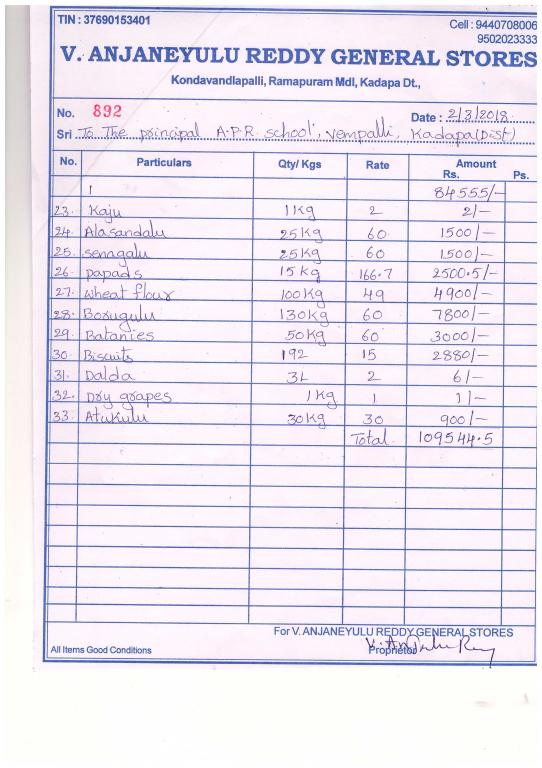 TIN : 37690153401
Cell : 9440708006
9502023333
V. ANJANEYULU REDDY GENERAL STORES
Kondavandlapalli, Ramapuram Mdl, Kadapa Dt.,
No. 892 Date : 2/3/2018
Sri To The principal A.P.R school, vempalli, Kadapa(Dist)
No. Particulars Qty/ Kgs Rate Amount
Rs. Ps.
1 84555/-
23. Kaju 1Kg 2 2/-
24. Alasandalu 25Kg 60 1500/-
25. senagalu 25Kg 60 1500/-
26. papads 15Kg 166.7 2500.5/-
27. wheat flour 100Kg 49 4900/-
28. Borugulu 130Kg 60 7800/-
29. Batanies 50Kg 60 3000/-
30. Biscuits 192 15 2880/-
31. Dalda 3L 2 6/-
32. Dry grapes 1Kg 1 1/-
33. Atukulu 30Kg 30 900/-
Total 109544.5
For V. ANJANEYULU REDDY GENERAL STORES
All Items Good Conditions Proprietor